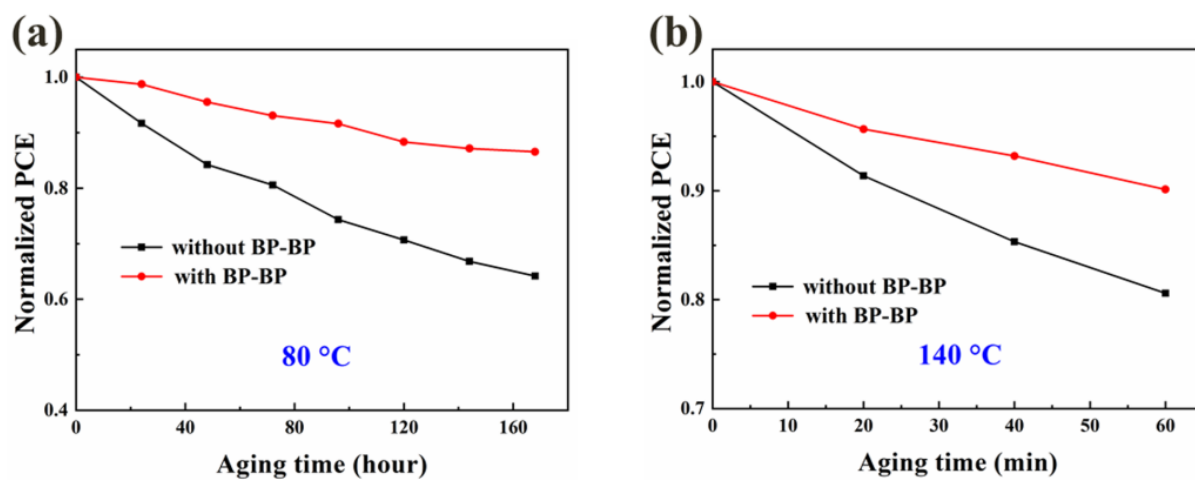 (a)
Normalized PCE
1.0
0.8
0.6
0.4
without BP-BP
with BP-BP
80 °C
0 40 80 120 160
Aging time (hour)
(b)
Normalized PCE
1.0
0.9
0.8
0.7
without BP-BP
with BP-BP
140 °C
0 10 20 30 40 50 60
Aging time (min)